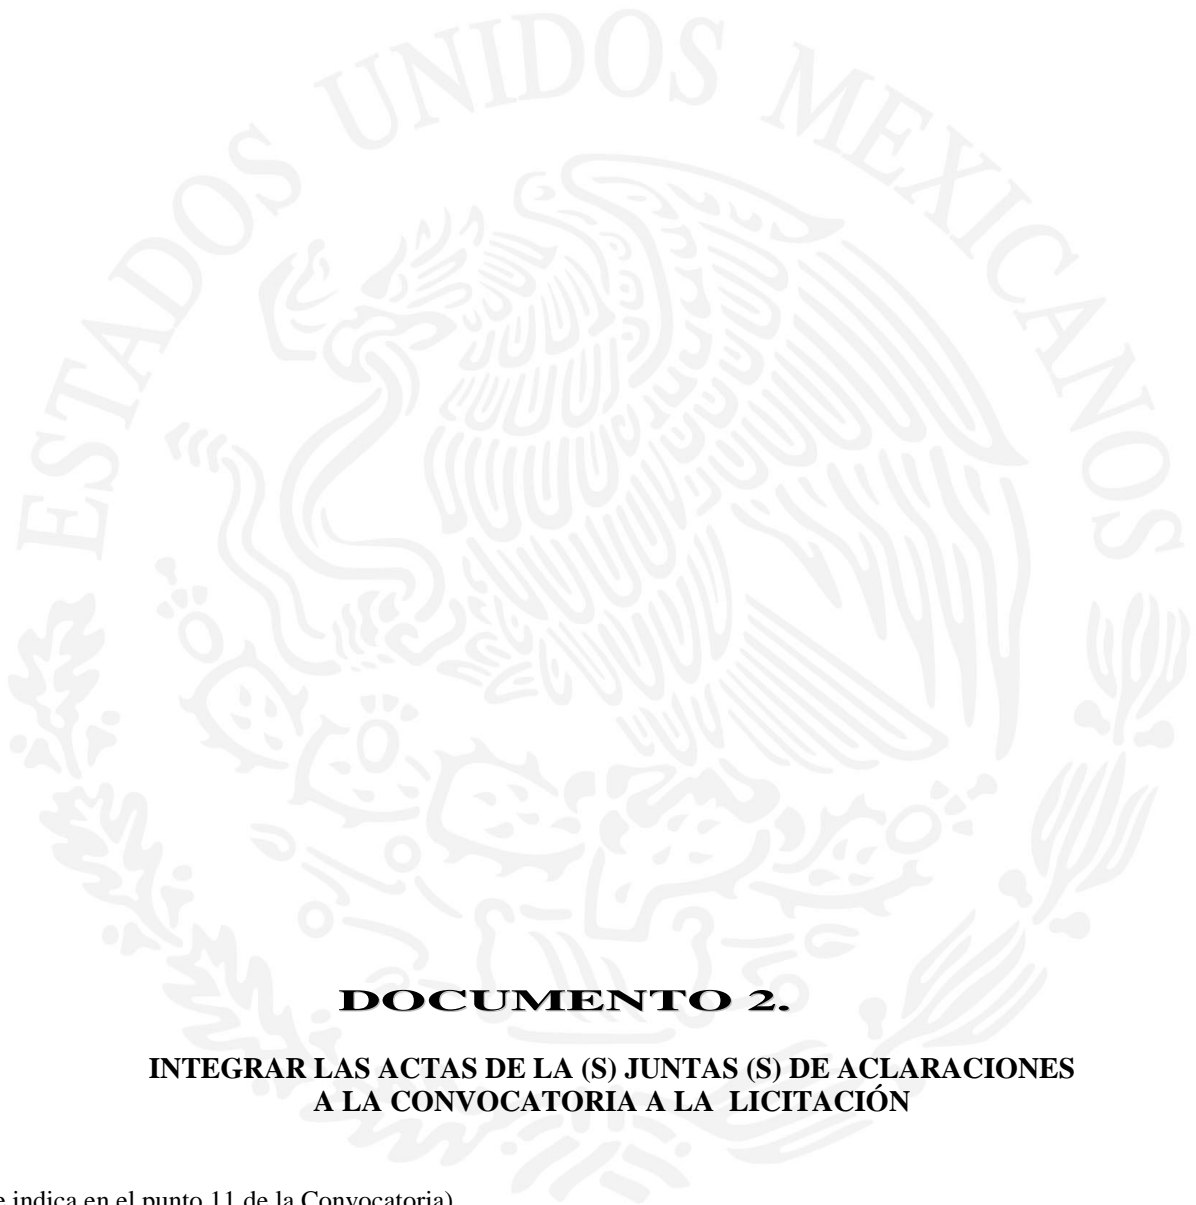 ESTADOS UNIDOS MEXICANOS
DOCUMENTO 2.
INTEGRAR LAS ACTAS DE LA (S) JUNTAS (S) DE ACLARACIONES
A LA CONVOCATORIA A LA LICITACIÓN
indica en el punto 11 de la Convocatoria)